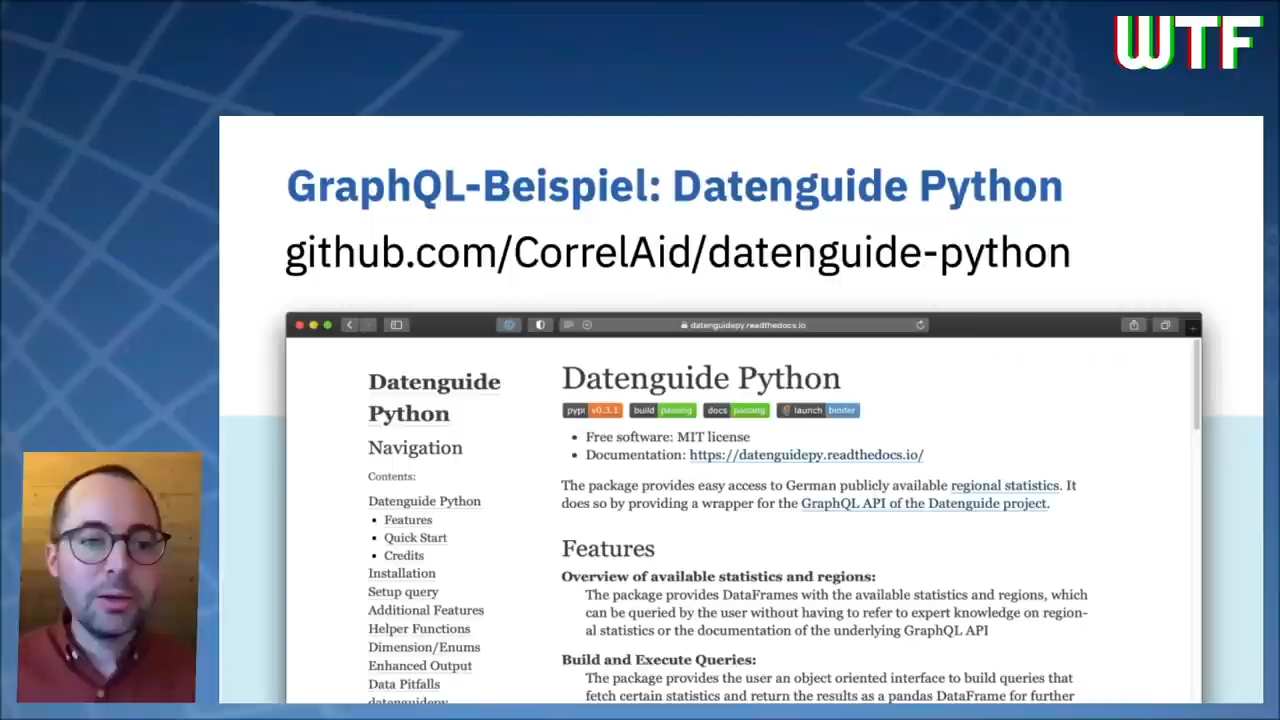 WTF
GraphQL-Beispiel: Datenguide Python
github.com/CorrelAid/datenguide-python
datenguidepy.readthedocs.io
Datenguide
Python
Navigation
Contents:
Datenguide Python
Features
Quick Start
Credits
Installation
Setup query
Additional Features
Helper Functions
Dimension/Enums
Enhanced Output
Data Pitfalls
datenguidepy
Datenguide Python
pypi v0.3.1 build passing docs passing launch binder
Free software: MIT license
Documentation: https://datenguidepy.readthedocs.io/
The package provides easy access to German publicly available regional statistics. It
does so by providing a wrapper for the GraphQL API of the Datenguide project.
Features
Overview of available statistics and regions:
The package provides DataFrames with the available statistics and regions, which
can be queried by the user without having to refer to expert knowledge on region-
al statistics or the documentation of the underlying GraphQL API
Build and Execute Queries:
The package provides the user an object oriented interface to build queries that
fetch certain statistics and return the results as a pandas DataFrame for further